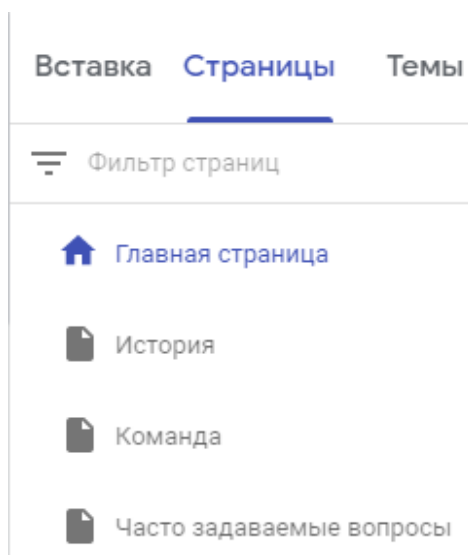 Вставка Страницы Темы
Фильтр страниц
Главная страница
История
Команда
Часто задаваемые вопросы